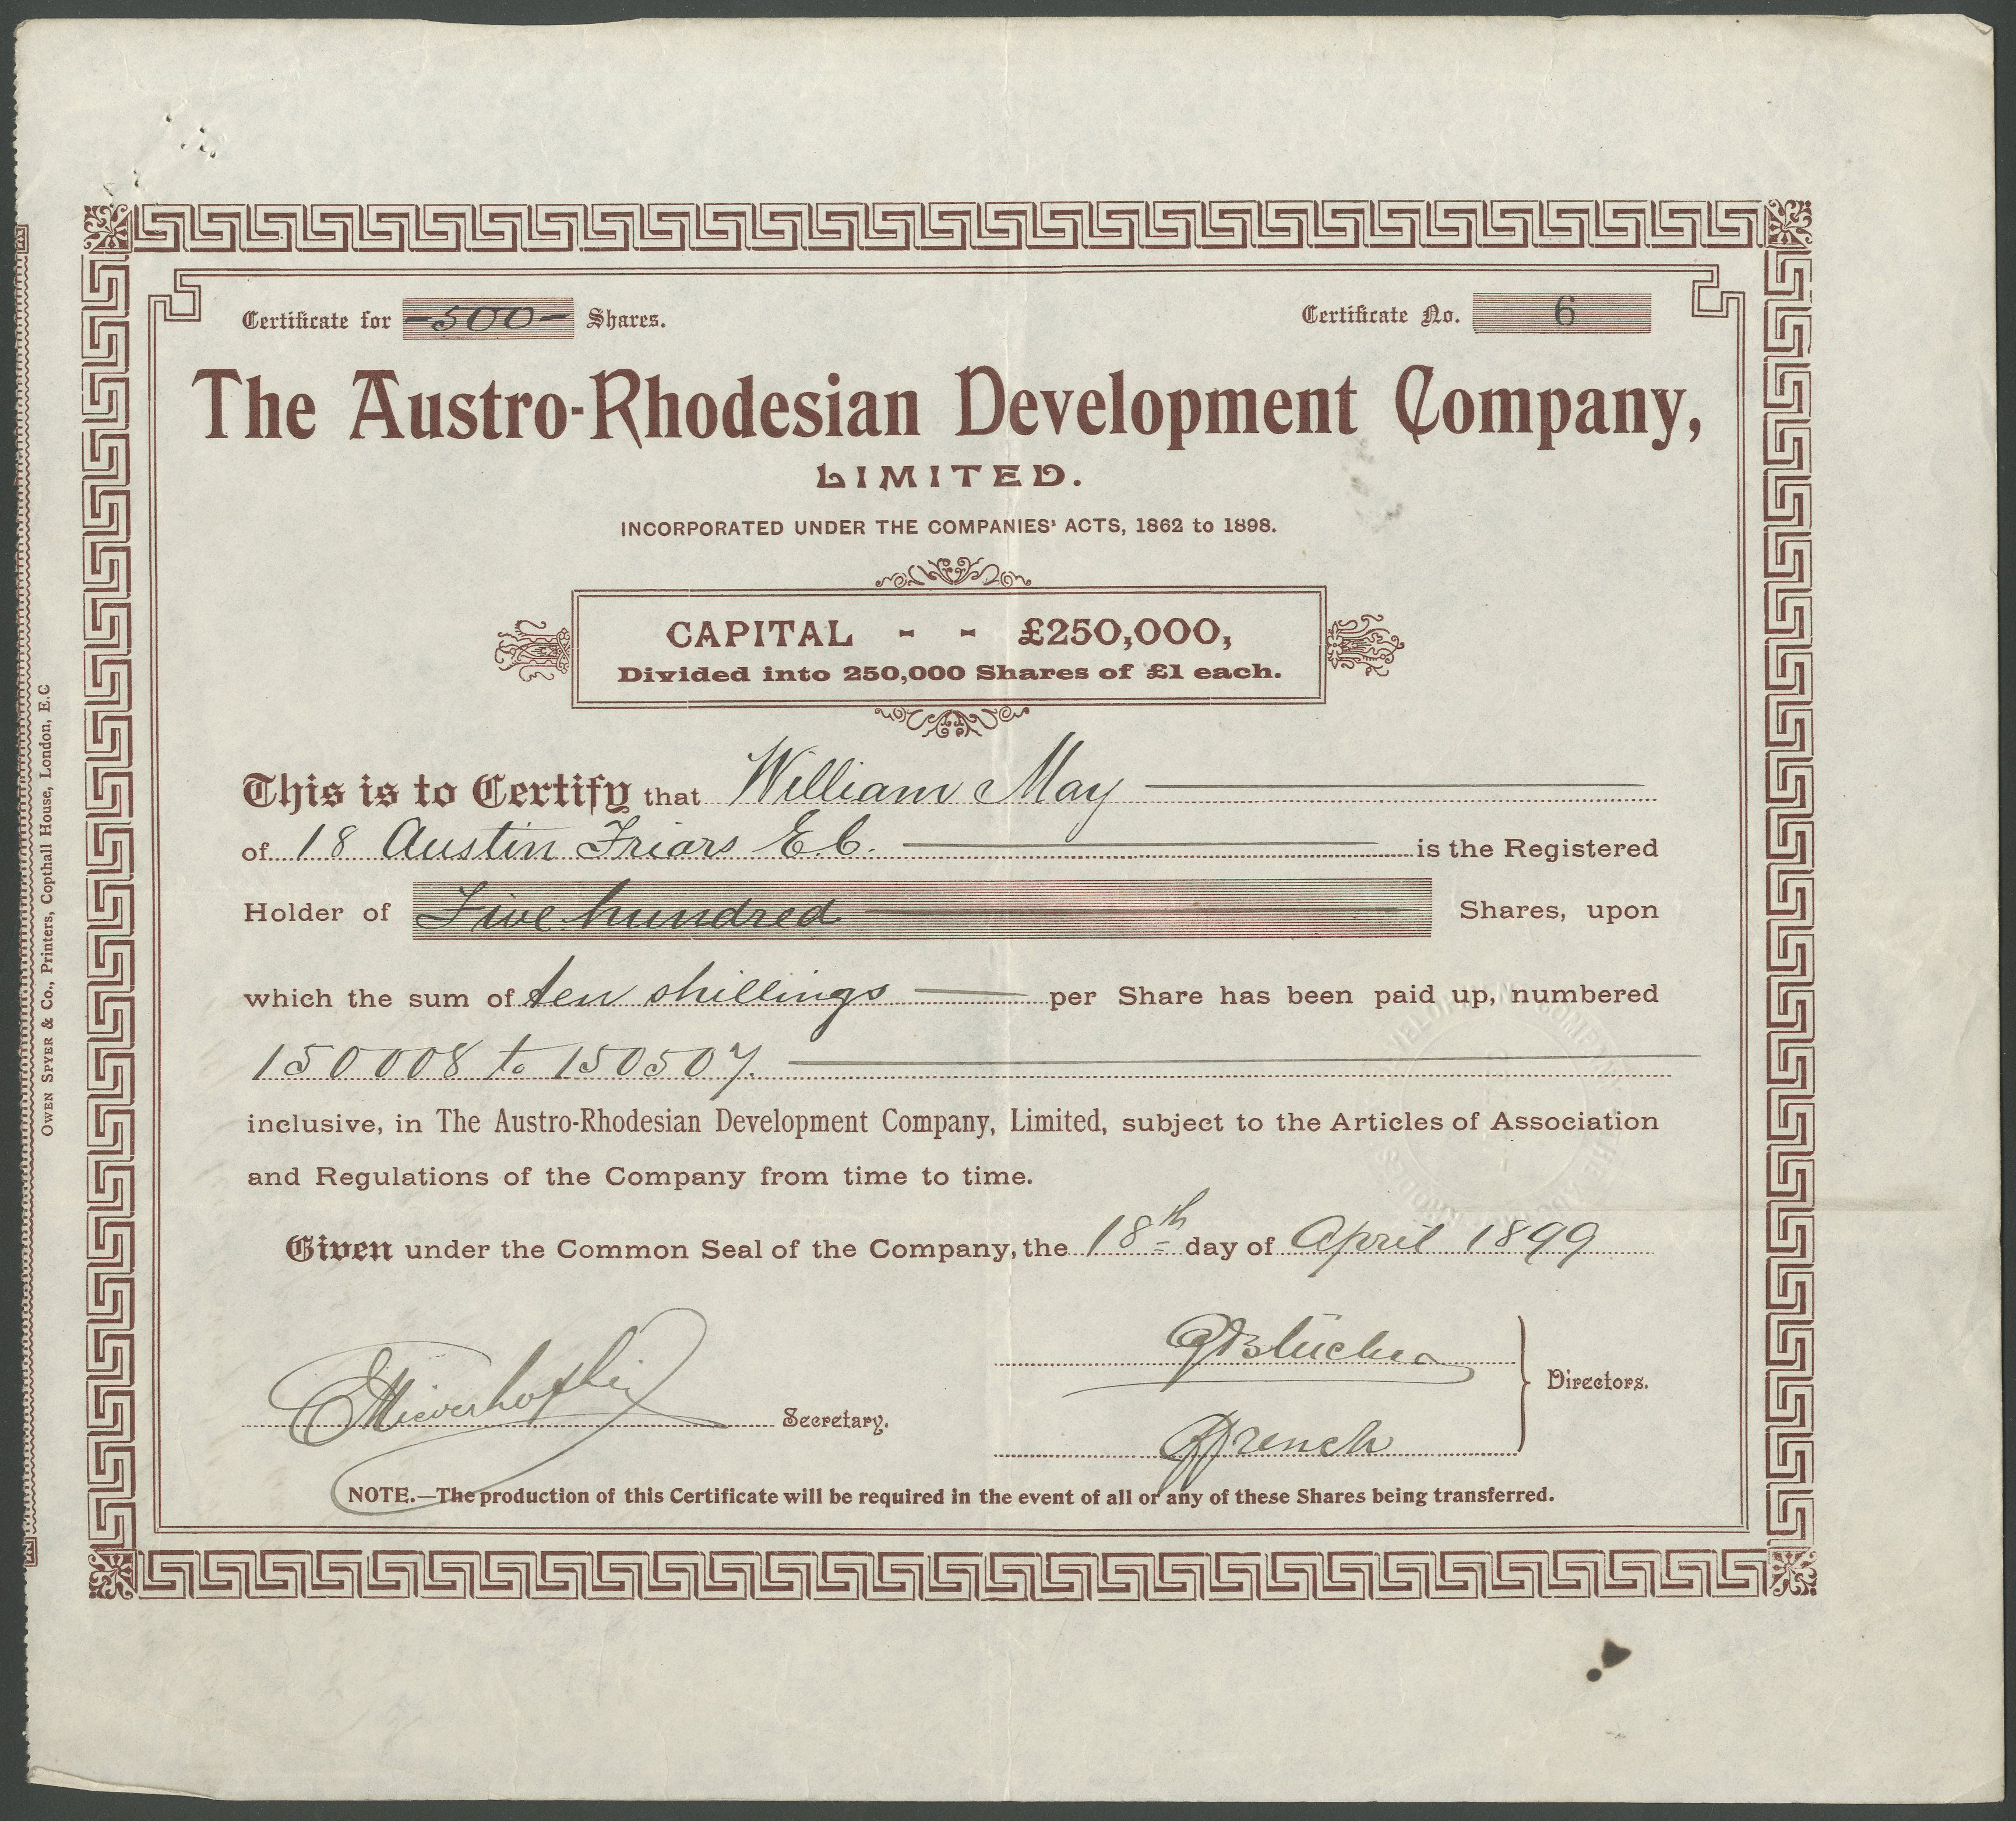 Certificate for -500- Shares.
Certificate No. 6
The Austro-Rhodesian Development Company,
LIMITED.
INCORPORATED UNDER THE COMPANIES' ACTS, 1862 to 1898.
CAPITAL - - £250,000,
Divided into 250,000 Shares of £1 each.
This is to Certify that William May
of 18 Austin Friars E.C. is the Registered
Holder of Five hundred Shares, upon
which the sum of ten shillings per Share has been paid up, numbered
150008 to 150507.
inclusive, in The Austro-Rhodesian Development Company, Limited, subject to the Articles of Association
and Regulations of the Company from time to time.
Given under the Common Seal of the Company, the 18th day of April 1899
Blücher
Directors.
Secretary.
French
NOTE.—The production of this Certificate will be required in the event of all or any of these Shares being transferred.
OWEN SPYER & Co., Printers, Copthall House, London, E.C